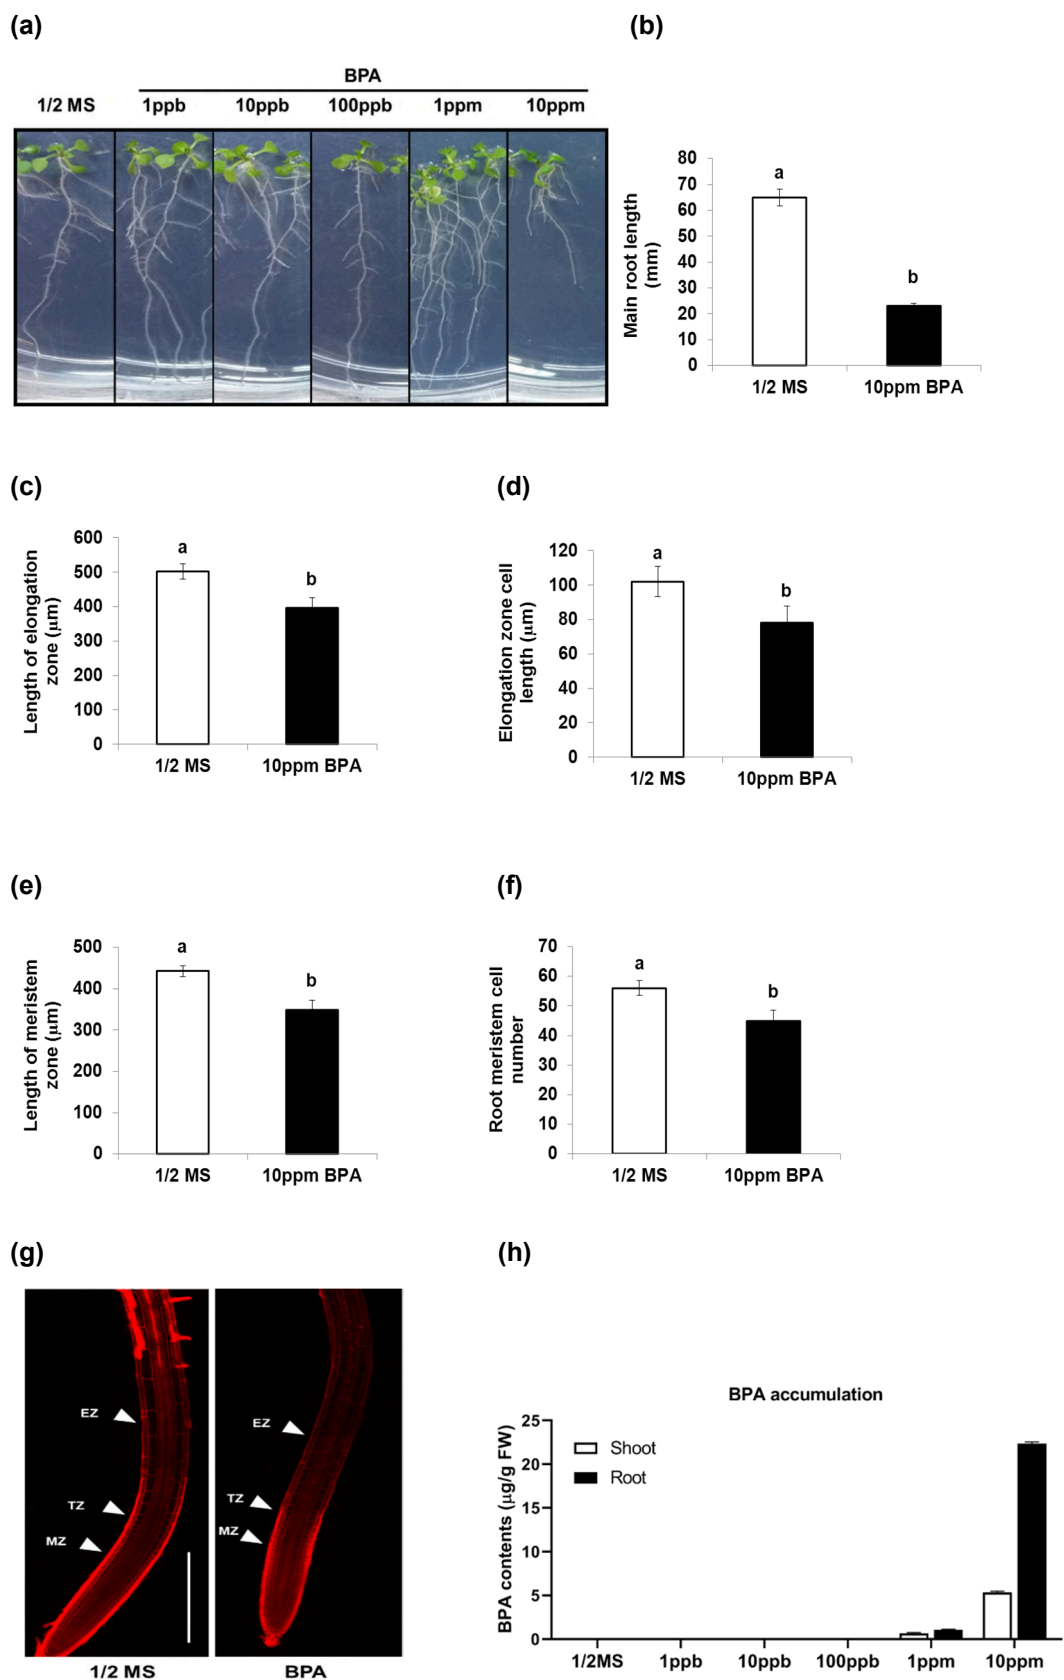 (a)
BPA
1/2 MS 1ppb 10ppb 100ppb 1ppm 10ppm
(b)
Main root length
(mm)
80
70
60
50
40
30
20
10
0
a
b
1/2 MS 10ppm BPA
(c)
Length of elongation
zone (μm)
600
500
400
300
200
100
0
a
b
1/2 MS 10ppm BPA
(d)
Elongation zone cell
length (μm)
120
100
80
60
40
20
0
a
b
1/2 MS 10ppm BPA
(e)
Length of meristem
zone (μm)
500
400
300
200
100
0
a
b
1/2 MS 10ppm BPA
(f)
Root meristem cell
number
70
60
50
40
30
20
10
0
a
b
1/2 MS 10ppm BPA
(g)
EZ
TZ
MZ
1/2 MS
EZ
TZ
MZ
BPA
(h)
BPA accumulation
BPA contents (μg/g FW)
25
20
15
10
5
0
Shoot
Root
1/2MS 1ppb 10ppb 100ppb 1ppm 10ppm